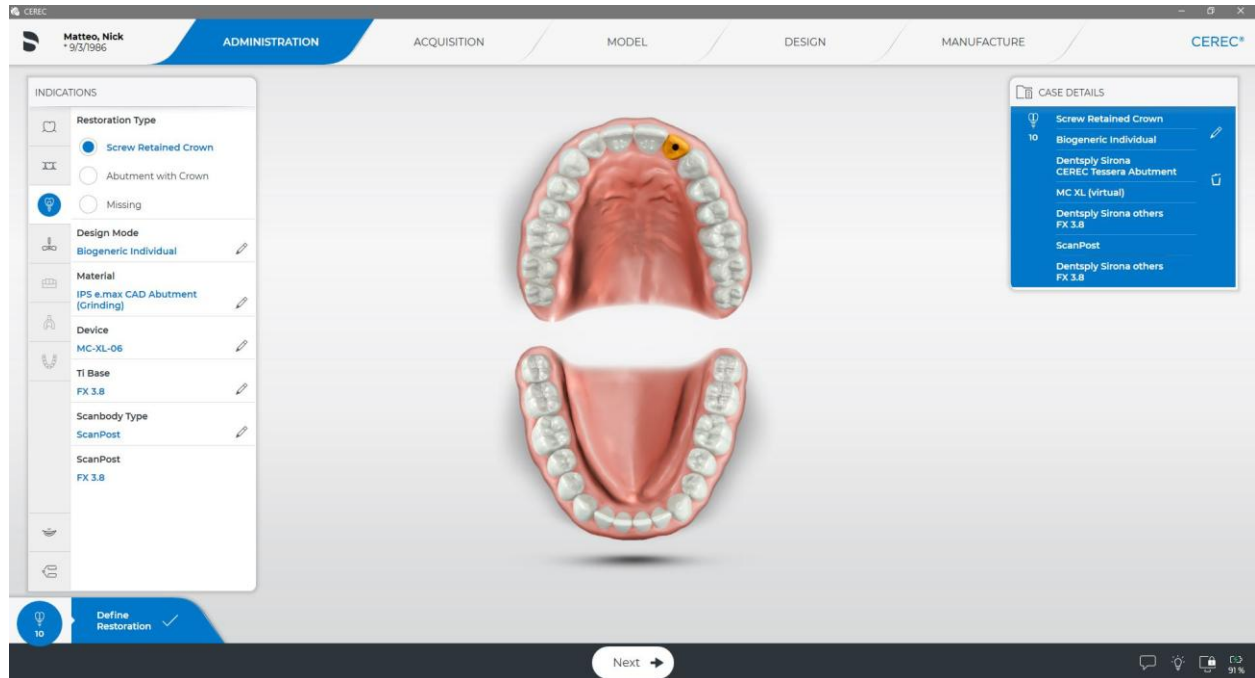 CEREC
Matteo, Nick
* 9/3/1986
ADMINISTRATION
ACQUISITION
MODEL
DESIGN
MANUFACTURE
CEREC®
INDICATIONS
Restoration Type
Screw Retained Crown
Abutment with Crown
Missing
Design Mode
Biogeneric Individual
Material
IPS e.max CAD Abutment
(Grinding)
Device
MC-XL-06
Ti Base
FX 3.8
Scanbody Type
ScanPost
ScanPost
FX 3.8
CASE DETAILS
10
Screw Retained Crown
Biogeneric Individual
Dentsply Sirona
CEREC Tessera Abutment
MC XL (virtual)
Dentsply Sirona others
FX 3.8
ScanPost
Dentsply Sirona others
FX 3.8
10
Define
Restoration
Next
91 %